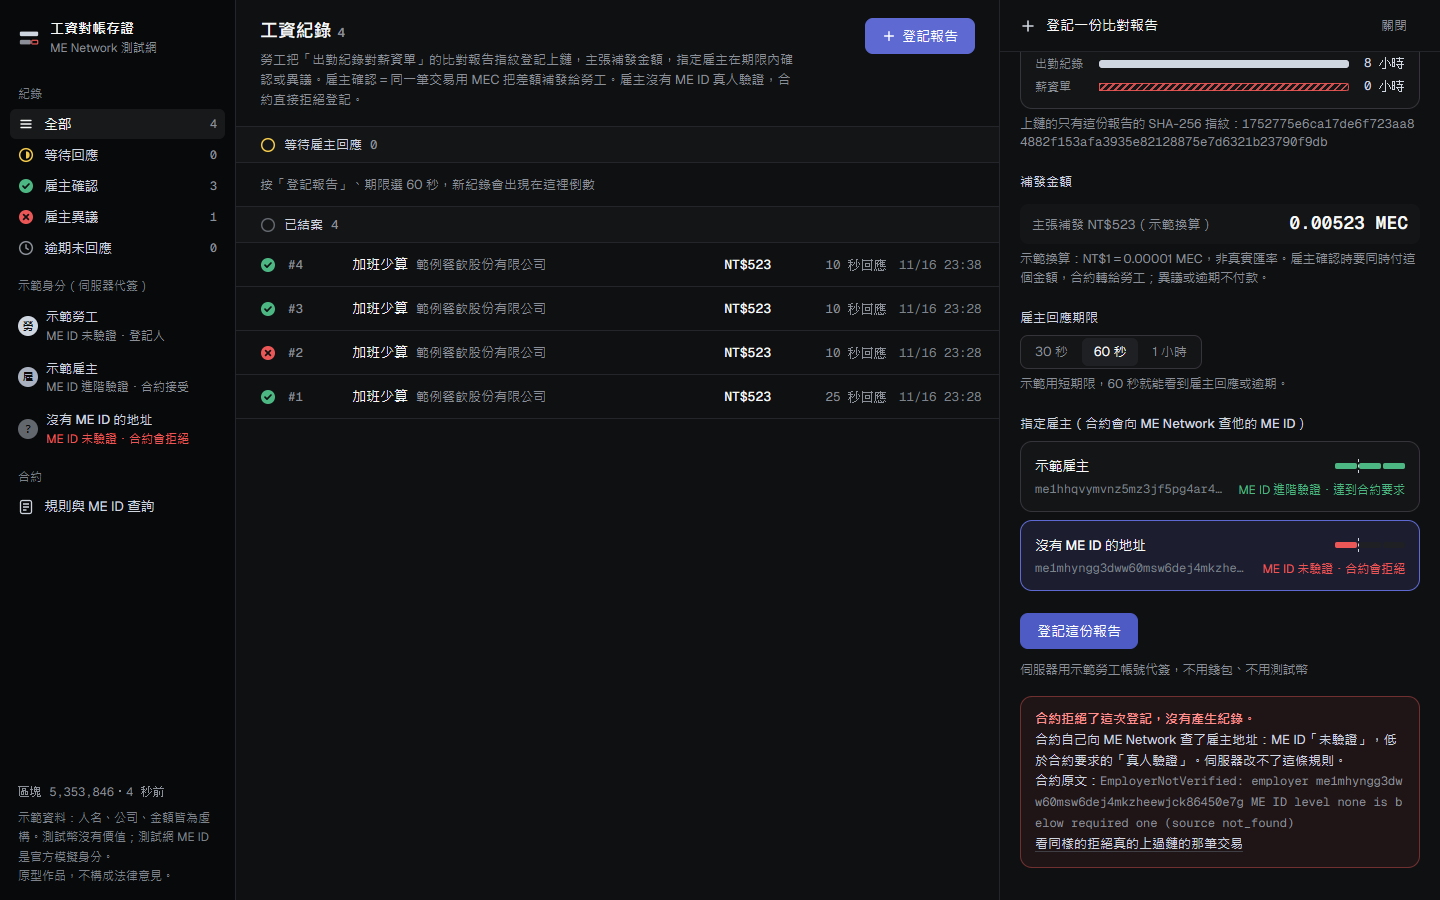 工資對帳存證
ME Network 測試網
紀錄
全部 4
等待回應 0
雇主確認 3
雇主異議 1
逾期未回應 0
示範身分（伺服器代簽）
勞 示範勞工
ME ID 未驗證 · 登記人
雇 示範雇主
ME ID 進階驗證 · 合約接受
? 沒有 ME ID 的地址
ME ID 未驗證 · 合約會拒絕
合約
規則與 ME ID 查詢
區塊 5,353,846 · 4 秒前
示範資料：人名、公司、金額皆為虛
構。測試幣沒有價值；測試網 ME ID
是官方模擬身分。
原型作品，不構成法律意見。
工資紀錄 4
登記報告
勞工把「出勤紀錄對薪資單」的比對報告指紋登記上鏈，主張補發金額，指定雇主在期限內確
認或異議。雇主確認＝同一筆交易用 MEC 把差額補發給勞工。雇主沒有 ME ID 真人驗證，合
約直接拒絕登記。
等待雇主回應 0
按「登記報告」、期限選 60 秒，新紀錄會出現在這裡倒數
已結案 4
#4 加班少算 範例餐飲股份有限公司 NT$523 10 秒回應 11/16 23:38
#3 加班少算 範例餐飲股份有限公司 NT$523 10 秒回應 11/16 23:28
#2 加班少算 範例餐飲股份有限公司 NT$523 10 秒回應 11/16 23:28
#1 加班少算 範例餐飲股份有限公司 NT$523 25 秒回應 11/16 23:28
登記一份比對報告 關閉
出勤紀錄 8 小時
薪資單 0 小時
上鏈的只有這份報告的 SHA-256 指紋：1752775e6ca17de6f723aa8
4882f153afa3935e82128875e7d6321b23790f9db
補發金額
主張補發 NT$523（示範換算） 0.00523 MEC
示範換算：NT$1＝0.00001 MEC，非真實匯率。雇主確認時要同時付這
個金額，合約轉給勞工；異議或逾期不付款。
雇主回應期限
30 秒 60 秒 1 小時
示範用短期限，60 秒就能看到雇主回應或逾期。
指定雇主（合約會向 ME Network 查他的 ME ID）
示範雇主
me1hhqvymvnz5mz3jf5pg4ar4… ME ID 進階驗證 · 達到合約要求
沒有 ME ID 的地址
me1mhyngg3dww60msw6dej4mkzhe… ME ID 未驗證 · 合約會拒絕
登記這份報告
伺服器用示範勞工帳號代簽，不用錢包、不用測試幣
合約拒絕了這次登記，沒有產生紀錄。
合約自己向 ME Network 查了雇主地址：ME ID「未驗證」，低
於合約要求的「真人驗證」。伺服器改不了這條規則。
合約原文：EmployerNotVerified: employer me1mhyngg3dw
w60msw6dej4mkzheewjck86450e7g ME ID level none is b
elow required one (source not_found)
看同樣的拒絕真的上過鏈的那筆交易